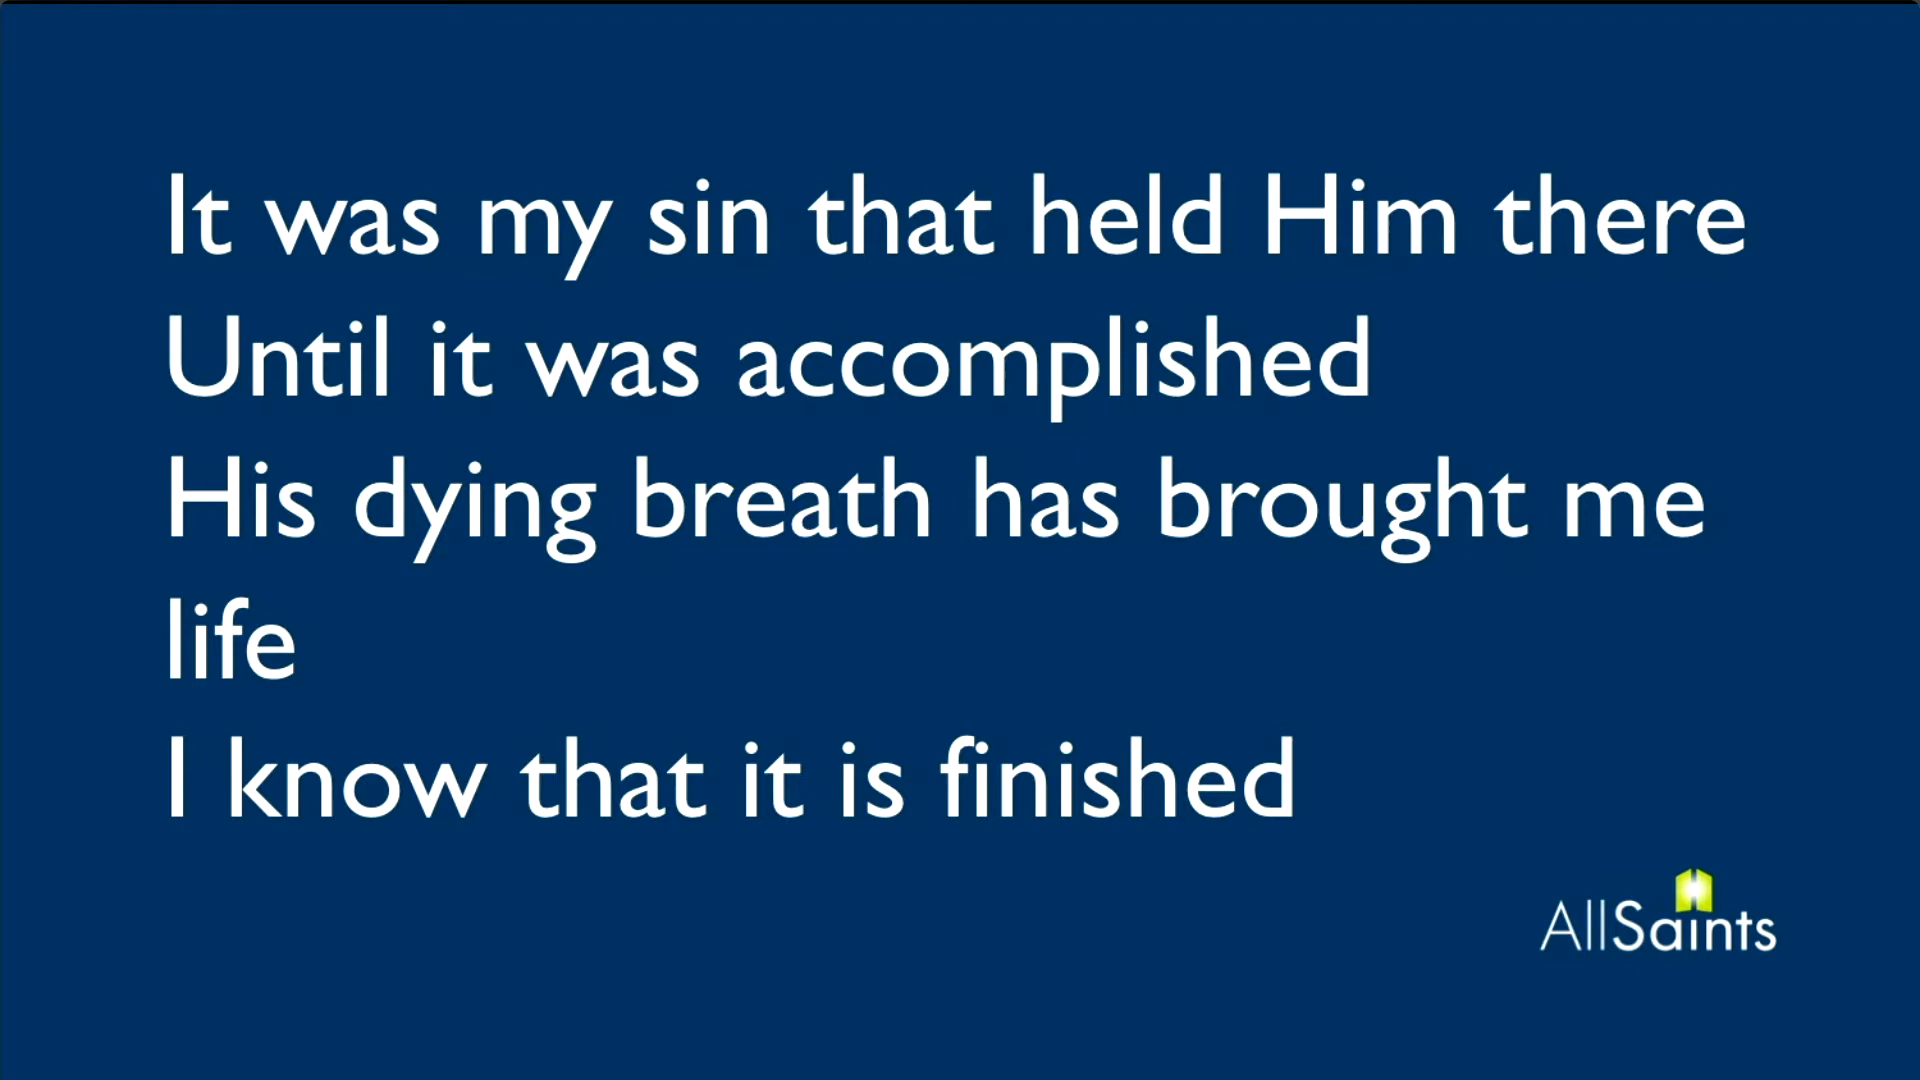 It was my sin that held Him there
Until it was accomplished
His dying breath has brought me
life
I know that it is finished
AllSaints